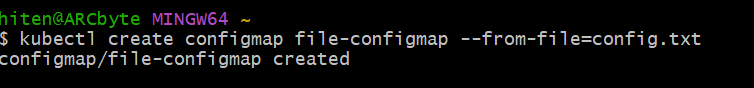 hiten@ARCbyte MINGW64 ~
$ kubectl create configmap file-configmap --from-file=config.txt
configmap/file-configmap created